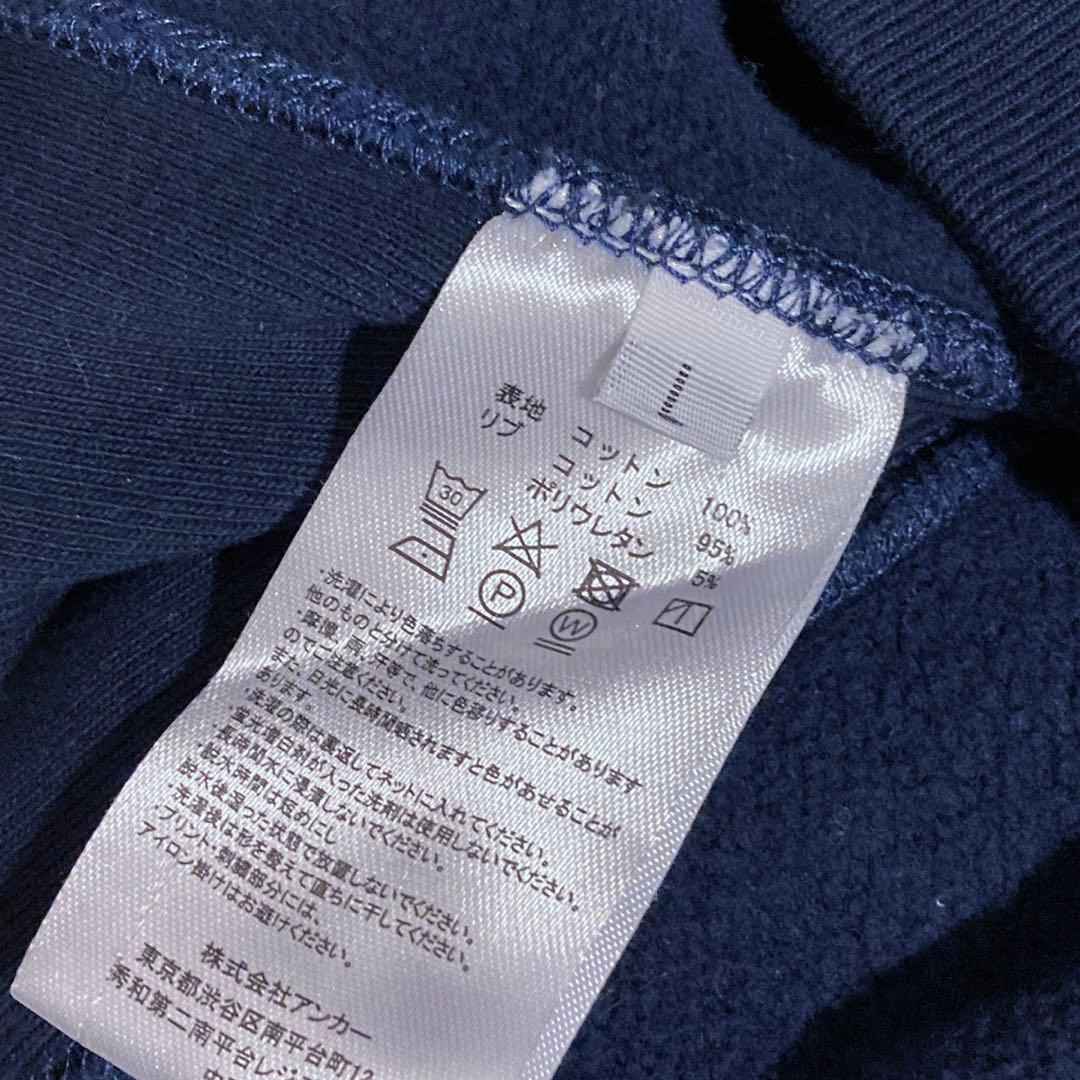 L
表地 コットン 100%
リブ コットン 95%
ポリウレタン 5%
30
P
W
・洗濯により色落ちすることがあります。
他のものと分けて洗ってください。
・摩擦、雨、汗等で、他に色移りすることがあります
のでご注意ください。
また、日光に長時間晒されますと色があせることが
あります。
・洗濯の際は裏返してネットに入れてください。
・蛍光増白剤が入った洗剤は使用しないでください。
・長時間水に浸漬しないでください。
・脱水時間は短めにし
脱水後湿った状態で放置しないでください。
・洗濯後は形を整えて直ちに干してください。
・プリント・刺繍部分には、
アイロン掛けはお避けください。
株式会社アンカー
東京都渋谷区南平台町12
秀和第二南平台レジ